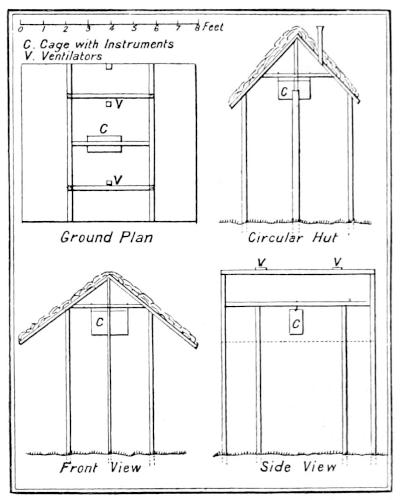 0 1 2 3 4 5 6 7 8 Feet
C. Cage with Instruments
V. Ventilators
V
C
V
Ground Plan
C
Circular Hut
C
Front View
V V
C
Side View